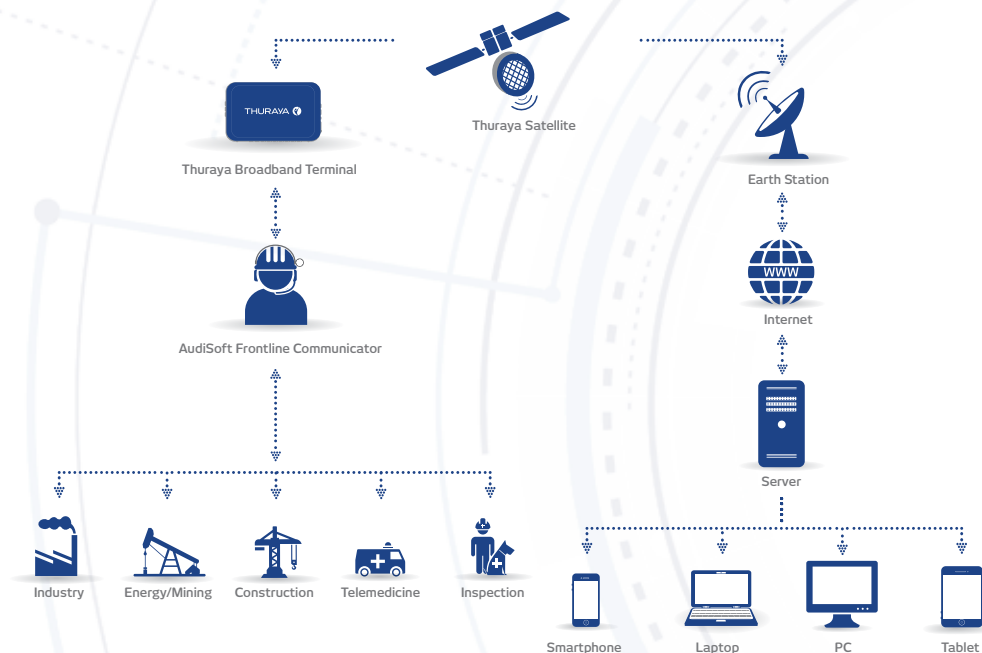 THURAYA
Thuraya Satellite
Thuraya Broadband Terminal
Earth Station
WWW
Internet
AudiSoft Frontline Communicator
Server
Industry
Energy/Mining
Construction
Telemedicine
Inspection
Smartphone
Laptop
PC
Tablet